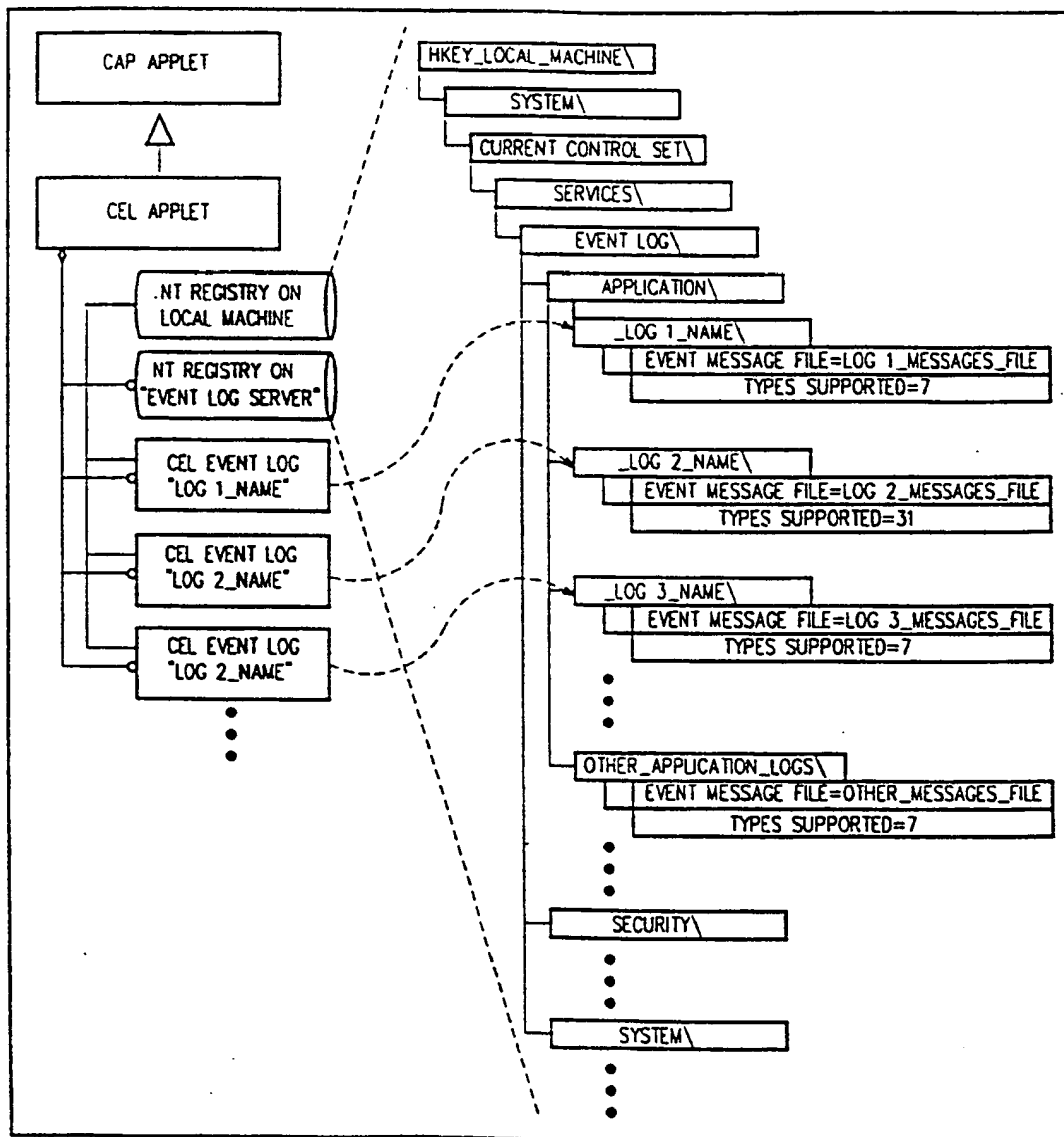 CAP APPLET
CEL APPLET
.NT REGISTRY ON
LOCAL MACHINE
NT REGISTRY ON
"EVENT LOG SERVER"
CEL EVENT LOG
"LOG 1_NAME"
CEL EVENT LOG
"LOG 2_NAME"
CEL EVENT LOG
"LOG 2_NAME"
HKEY_LOCAL_MACHINE\
SYSTEM\
CURRENT CONTROL SET\
SERVICES\
EVENT LOG\
APPLICATION\
_LOG 1_NAME\
EVENT MESSAGE FILE=LOG 1_MESSAGES_FILE
TYPES SUPPORTED=7
_LOG 2_NAME\
EVENT MESSAGE FILE=LOG 2_MESSAGES_FILE
TYPES SUPPORTED=31
_LOG 3_NAME\
EVENT MESSAGE FILE=LOG 3_MESSAGES_FILE
TYPES SUPPORTED=7
OTHER_APPLICATION_LOGS\
EVENT MESSAGE FILE=OTHER_MESSAGES_FILE
TYPES SUPPORTED=7
SECURITY\
SYSTEM\